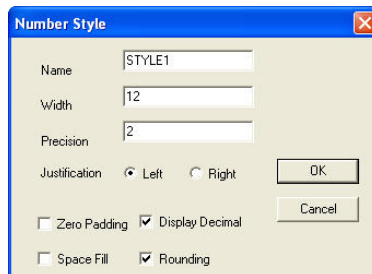 Number Style
Name STYLE1
Width 12
Precision 2
Justification Left Right
OK
Cancel
Zero Padding Display Decimal
Space Fill Rounding